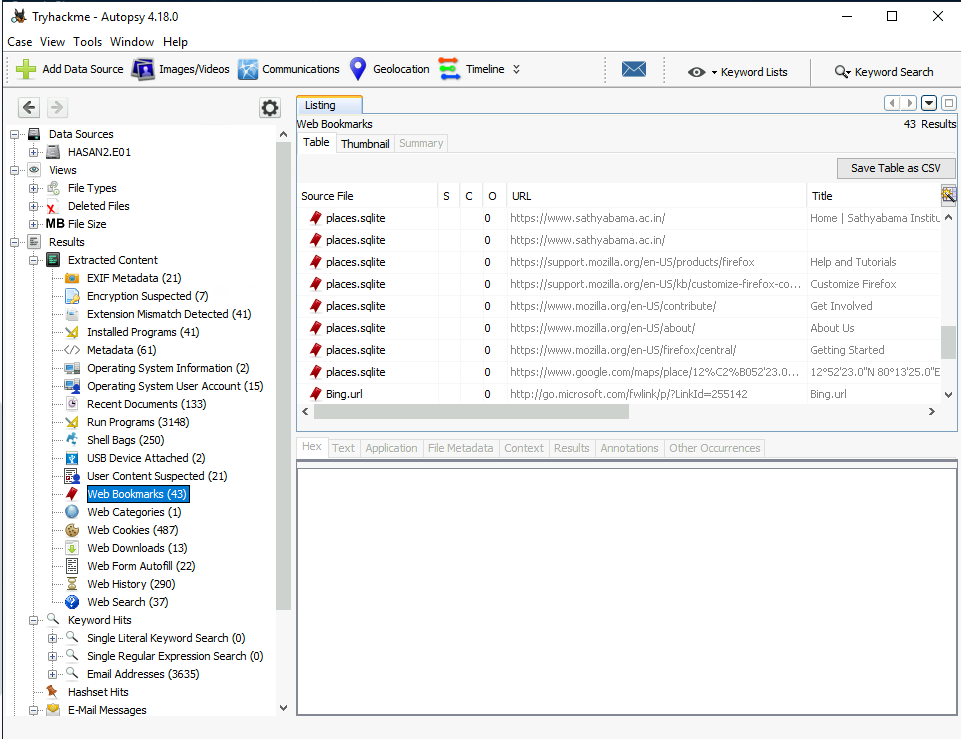 Tryhackme - Autopsy 4.18.0
Case View Tools Window Help
Add Data Source Images/Videos Communications Geolocation Timeline Keyword Lists Keyword Search
Data Sources
HASAN2.E01
Views
File Types
Deleted Files
MB File Size
Results
Extracted Content
EXIF Metadata (21)
Encryption Suspected (7)
Extension Mismatch Detected (41)
Installed Programs (41)
Metadata (61)
Operating System Information (2)
Operating System User Account (15)
Recent Documents (133)
Run Programs (3148)
Shell Bags (250)
USB Device Attached (2)
User Content Suspected (21)
Web Bookmarks (43)
Web Categories (1)
Web Cookies (487)
Web Downloads (13)
Web Form Autofill (22)
Web History (290)
Web Search (37)
Keyword Hits
Single Literal Keyword Search (0)
Single Regular Expression Search (0)
Email Addresses (3635)
Hashset Hits
E-Mail Messages
Listing
Web Bookmarks 43 Results
Table Thumbnail Summary
Save Table as CSV
Source File S C O URL Title
places.sqlite 0 https://www.sathyabama.ac.in/ Home | Sathyabama Institu
places.sqlite 0 https://www.sathyabama.ac.in/
places.sqlite 0 https://support.mozilla.org/en-US/products/firefox Help and Tutorials
places.sqlite 0 https://support.mozilla.org/en-US/kb/customize-firefox-co... Customize Firefox
places.sqlite 0 https://www.mozilla.org/en-US/contribute/ Get Involved
places.sqlite 0 https://www.mozilla.org/en-US/about/ About Us
places.sqlite 0 https://www.mozilla.org/en-US/firefox/central/ Getting Started
places.sqlite 0 https://www.google.com/maps/place/12%C2%B052'23.0... 12°52'23.0"N 80°13'25.0"E
Bing.url 0 http://go.microsoft.com/fwlink/p/?LinkId=255142 Bing.url
Hex Text Application File Metadata Context Results Annotations Other Occurrences